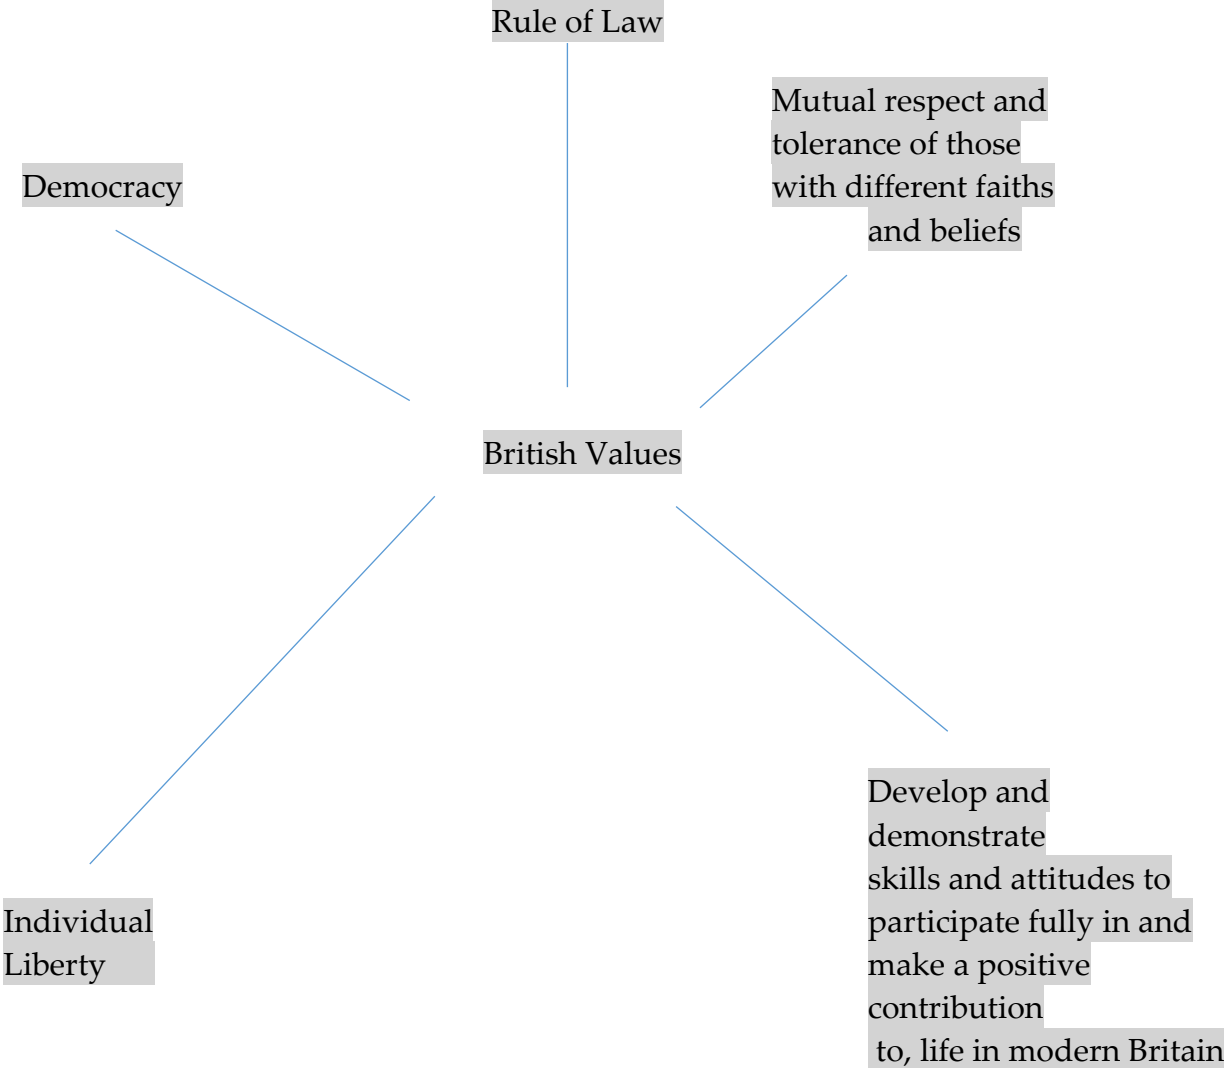 Rule of Law
Mutual respect and
tolerance of those
with different faiths
and beliefs
Democracy
British Values
Develop and
demonstrate
skills and attitudes to
participate fully in and
make a positive
contribution
to, life in modern Britain
Individual
Liberty